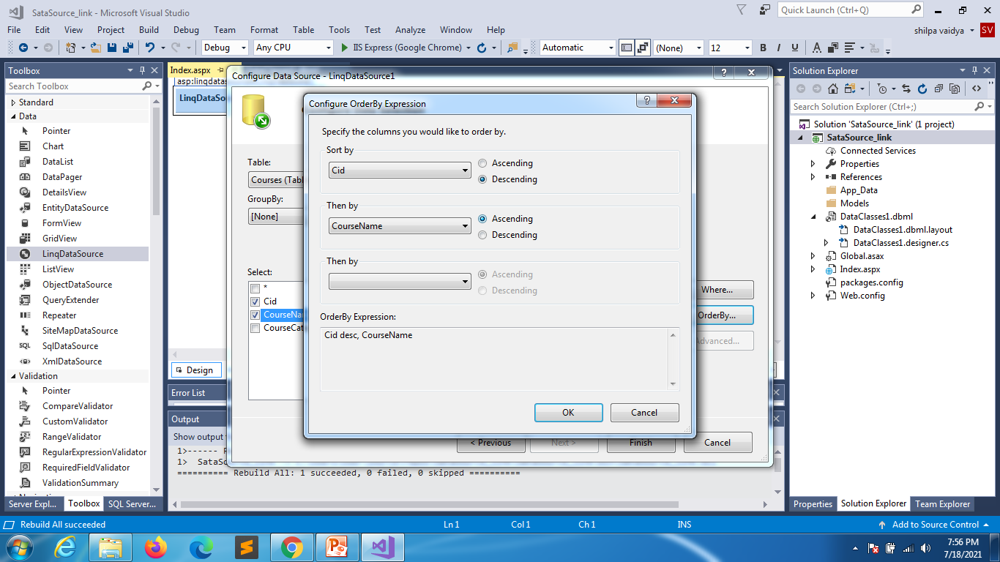 SataSource_link - Microsoft Visual Studio
Quick Launch (Ctrl+Q)
File Edit View Project Build Debug Team Format Table Tools Test Analyze Window Help
shilpa vaidya SV
Debug Any CPU IIS Express (Google Chrome) Automatic (None) 12 B I U A
Toolbox
Search Toolbox
Standard
Data
Pointer
Chart
DataList
DataPager
DetailsView
EntityDataSource
FormView
GridView
LinqDataSource
ListView
ObjectDataSource
QueryExtender
Repeater
SiteMapDataSource
SqlDataSource
XmlDataSource
Validation
Pointer
CompareValidator
CustomValidator
RangeValidator
RegularExpressionValidator
RequiredFieldValidator
ValidationSummary
Server Expl... Toolbox SQL Server...
Index.aspx
asp:linqdatas
LinqDataSo
Design
Error List
Output
Show output
1>------ R
1> SataSo
========== Rebuild All: 1 succeeded, 0 failed, 0 skipped ==========
Configure Data Source - LinqDataSource1
Table:
Courses (Tabl
GroupBy:
[None]
Select:
*
Cid
CourseNa
CourseCat
Where...
OrderBy...
Advanced...
< Previous Next > Finish Cancel
Configure OrderBy Expression
Specify the columns you would like to order by.
Sort by
Cid
Ascending
Descending
Then by
CourseName
Ascending
Descending
Then by
Ascending
Descending
OrderBy Expression:
Cid desc, CourseName
OK Cancel
Solution Explorer
Search Solution Explorer (Ctrl+;)
Solution 'SataSource_link' (1 project)
SataSource_link
Connected Services
Properties
References
App_Data
Models
DataClasses1.dbml
DataClasses1.dbml.layout
DataClasses1.designer.cs
Global.asax
Index.aspx
packages.config
Web.config
Properties Solution Explorer Team Explorer
Rebuild All succeeded Ln 1 Col 1 Ch 1 INS Add to Source Control
7:56 PM
7/18/2021